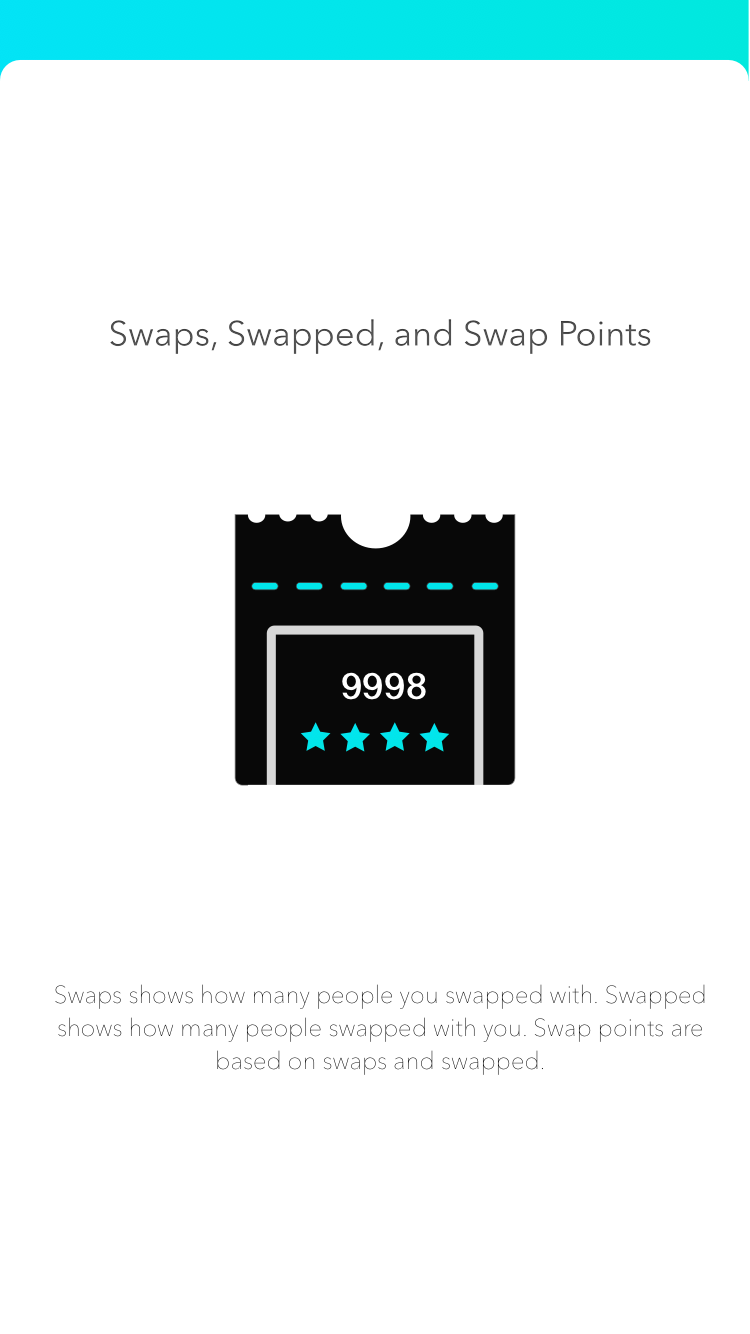 Swaps, Swapped, and Swap Points
9998
Swaps shows how many people you swapped with. Swapped
shows how many people swapped with you. Swap points are
based on swaps and swapped.